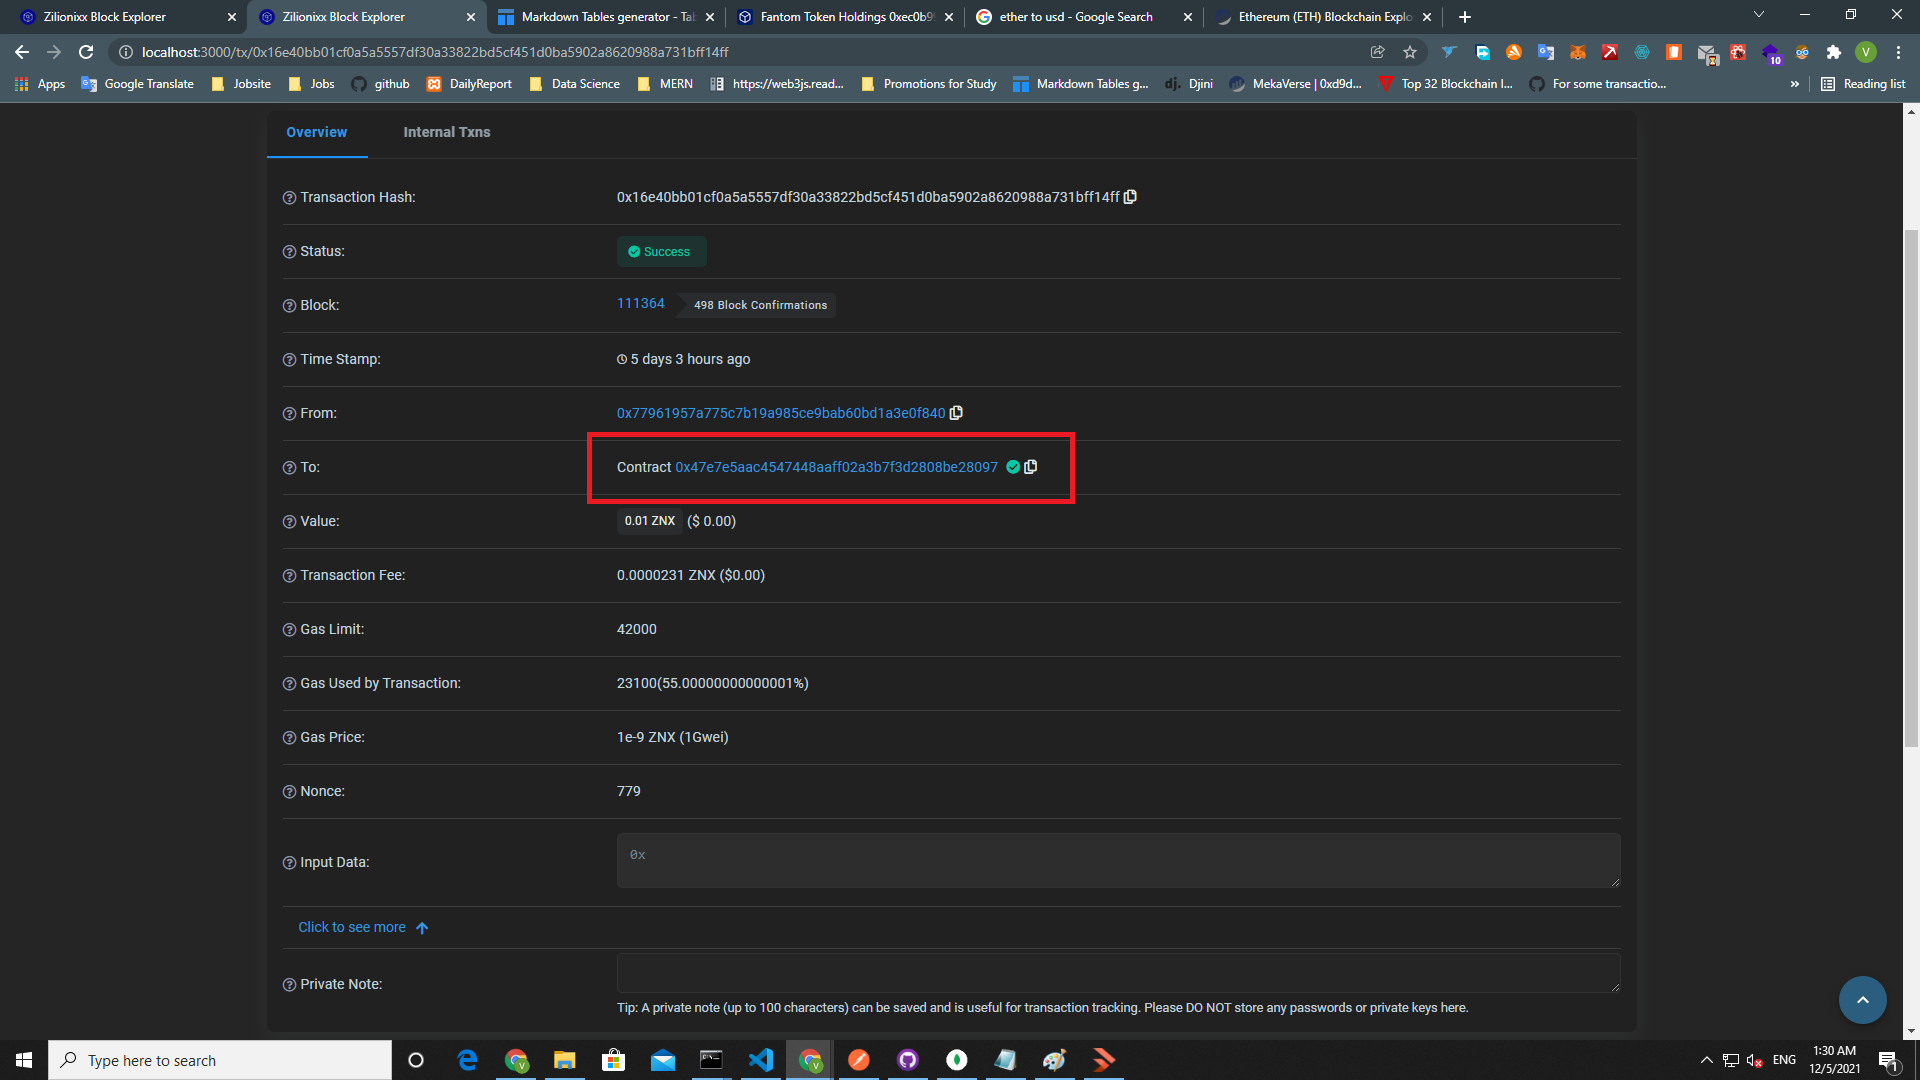 Zilionixx Block Explorer
Zilionixx Block Explorer
Markdown Tables generator - Tab
Fantom Token Holdings 0xec0b9
ether to usd - Google Search
Ethereum (ETH) Blockchain Explo
localhost:3000/tx/0x16e40bb01cf0a5a5557df30a33822bd5cf451d0ba5902a8620988a731bff14ff
10
V
Apps
Google Translate
Jobsite
Jobs
github
DailyReport
Data Science
MERN
https://web3js.read...
Promotions for Study
Markdown Tables g...
dj.
Djini
MekaVerse | 0xd9d...
Top 32 Blockchain I...
For some transactio...
»
Reading list
Overview
Internal Txns
Transaction Hash:
0x16e40bb01cf0a5a5557df30a33822bd5cf451d0ba5902a8620988a731bff14ff
Status:
Success
Block:
111364
498 Block Confirmations
Time Stamp:
5 days 3 hours ago
From:
0x77961957a775c7b19a985ce9bab60bd1a3e0f840
To:
Contract 0x47e7e5aac4547448aaff02a3b7f3d2808be28097
Value:
0.01 ZNX ($ 0.00)
Transaction Fee:
0.0000231 ZNX ($0.00)
Gas Limit:
42000
Gas Used by Transaction:
23100(55.00000000000001%)
Gas Price:
1e-9 ZNX (1Gwei)
Nonce:
779
Input Data:
0x
Click to see more
Private Note:
Tip: A private note (up to 100 characters) can be saved and is useful for transaction tracking. Please DO NOT store any passwords or private keys here.
Type here to search
ENG
1:30 AM
12/5/2021
1